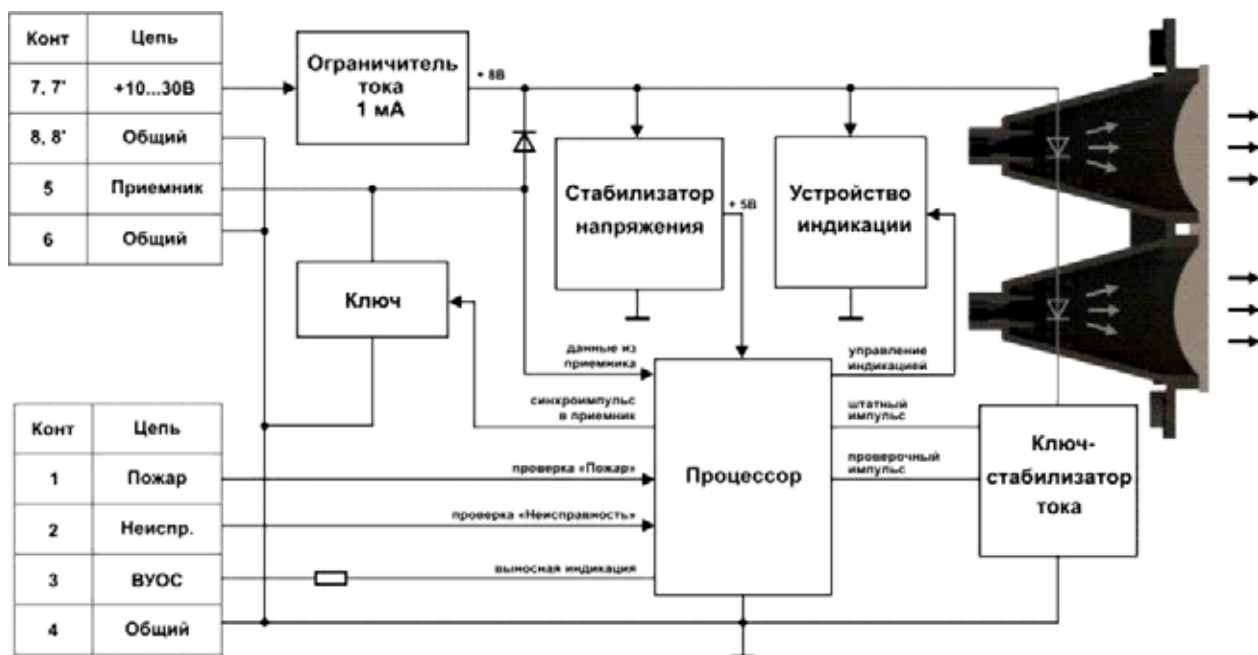 Конт Цепь
7, 7' +10...30В
8, 8' Общий
5 Приемник
6 Общий
Ограничитель
тока
1 мА
+ 8В
Стабилизатор
напряжения
+ 5В
Устройство
индикации
Ключ
данные из
приемника
синхроимпульс
в приемник
проверка «Пожар»
проверка «Неисправность»
выносная индикация
Процессор
управление
индикацией
штатный
импульс
проверочный
импульс
Ключ-
стабилизатор
тока
Конт Цепь
1 Пожар
2 Неиспр.
3 ВУОС
4 Общий